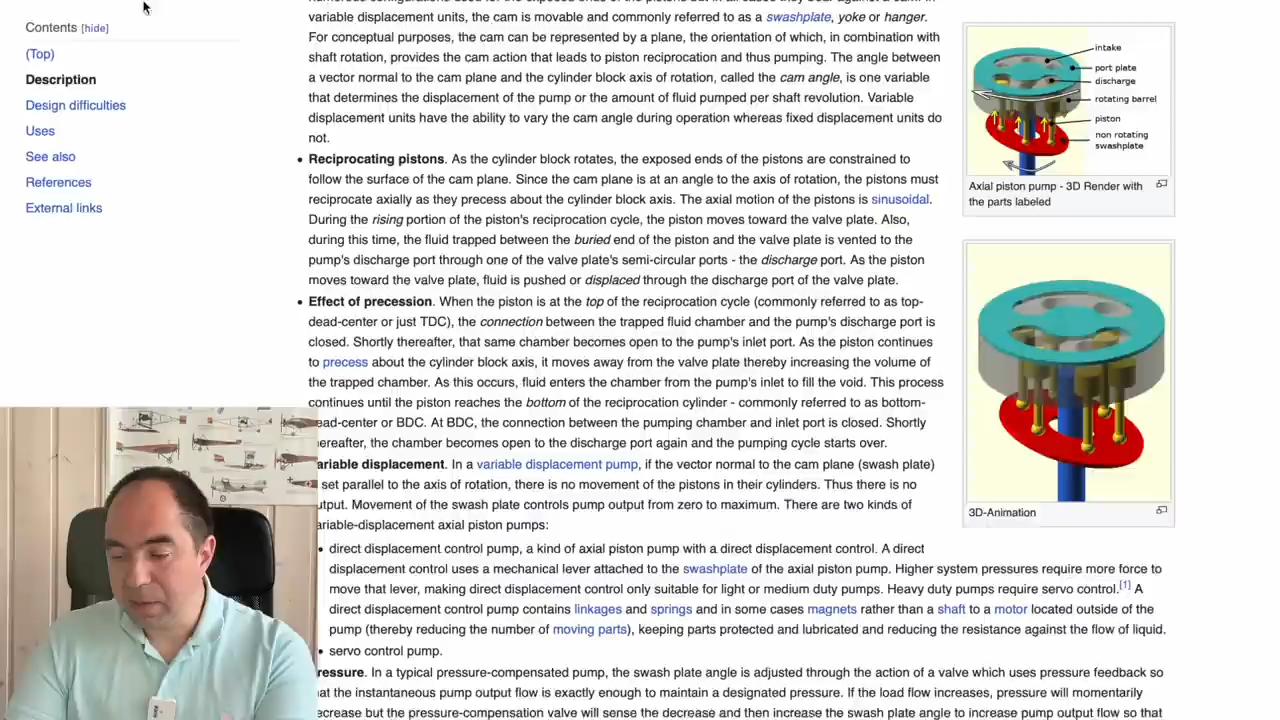 Contents [hide]
(Top)
Description
Design difficulties
Uses
See also
References
External links
variable displacement units, the cam is movable and commonly referred to as a swashplate, yoke or hanger.
For conceptual purposes, the cam can be represented by a plane, the orientation of which, in combination with
shaft rotation, provides the cam action that leads to piston reciprocation and thus pumping. The angle between
a vector normal to the cam plane and the cylinder block axis of rotation, called the cam angle, is one variable
that determines the displacement of the pump or the amount of fluid pumped per shaft revolution. Variable
displacement units have the ability to vary the cam angle during operation whereas fixed displacement units do
not.
• Reciprocating pistons. As the cylinder block rotates, the exposed ends of the pistons are constrained to
follow the surface of the cam plane. Since the cam plane is at an angle to the axis of rotation, the pistons must
reciprocate axially as they precess about the cylinder block axis. The axial motion of the pistons is sinusoidal.
During the rising portion of the piston's reciprocation cycle, the piston moves toward the valve plate. Also,
during this time, the fluid trapped between the buried end of the piston and the valve plate is vented to the
pump's discharge port through one of the valve plate's semi-circular ports - the discharge port. As the piston
moves toward the valve plate, fluid is pushed or displaced through the discharge port of the valve plate.
• Effect of precession. When the piston is at the top of the reciprocation cycle (commonly referred to as top-
dead-center or just TDC), the connection between the trapped fluid chamber and the pump's discharge port is
closed. Shortly thereafter, that same chamber becomes open to the pump's inlet port. As the piston continues
to precess about the cylinder block axis, it moves away from the valve plate thereby increasing the volume of
the trapped chamber. As this occurs, fluid enters the chamber from the pump's inlet to fill the void. This process
continues until the piston reaches the bottom of the reciprocation cylinder - commonly referred to as bottom-
ead-center or BDC. At BDC, the connection between the pumping chamber and inlet port is closed. Shortly
ereafter, the chamber becomes open to the discharge port again and the pumping cycle starts over.
ariable displacement. In a variable displacement pump, if the vector normal to the cam plane (swash plate)
set parallel to the axis of rotation, there is no movement of the pistons in their cylinders. Thus there is no
utput. Movement of the swash plate controls pump output from zero to maximum. There are two kinds of
ariable-displacement axial piston pumps:
• direct displacement control pump, a kind of axial piston pump with a direct displacement control. A direct
displacement control uses a mechanical lever attached to the swashplate of the axial piston pump. Higher system pressures require more force to
move that lever, making direct displacement control only suitable for light or medium duty pumps. Heavy duty pumps require servo control.[1] A
direct displacement control pump contains linkages and springs and in some cases magnets rather than a shaft to a motor located outside of the
pump (thereby reducing the number of moving parts), keeping parts protected and lubricated and reducing the resistance against the flow of liquid.
• servo control pump.
ressure. In a typical pressure-compensated pump, the swash plate angle is adjusted through the action of a valve which uses pressure feedback so
at the instantaneous pump output flow is exactly enough to maintain a designated pressure. If the load flow increases, pressure will momentarily
ecrease but the pressure-compensation valve will sense the decrease and then increase the swash plate angle to increase pump output flow so that
intake
port plate
discharge
rotating barrel
piston
non rotating
swashplate
Axial piston pump - 3D Render with
the parts labeled
3D-Animation